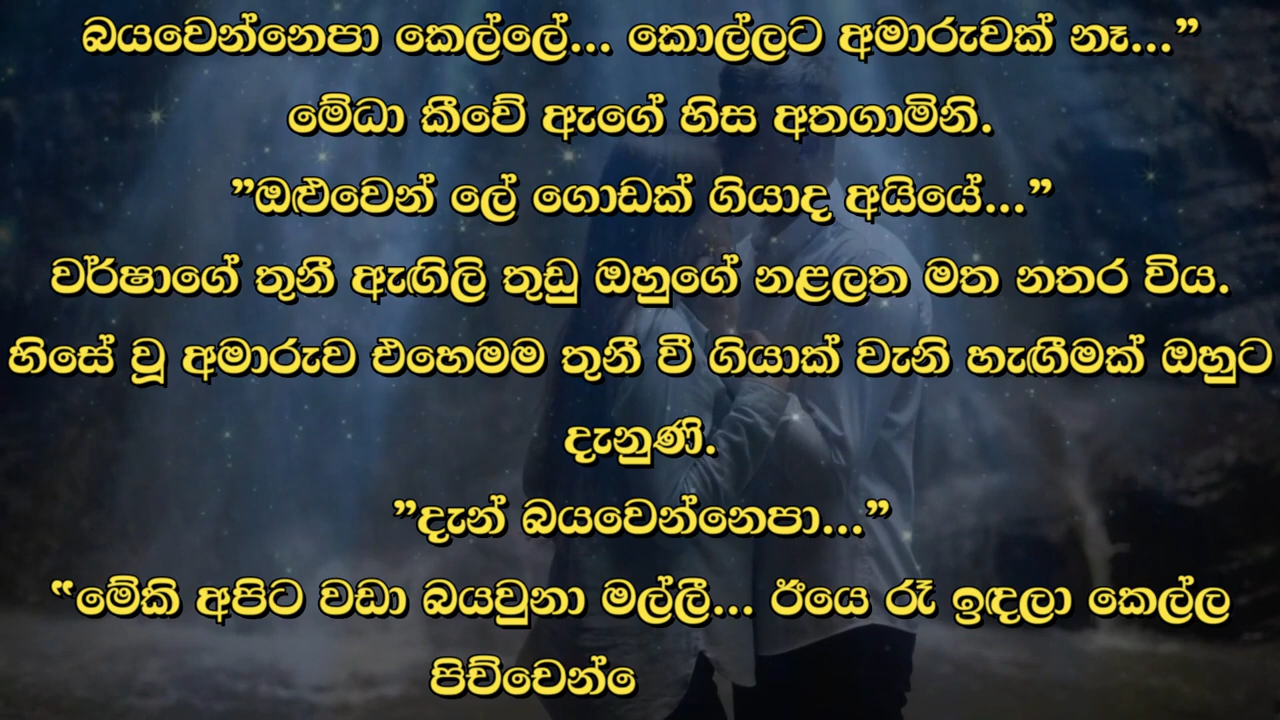 බයවෙන්නෙපා කෙල්ලේ... කොල්ලට අමාරුවක් නෑ...”
මේධා කීවේ ඇගේ හිස අතගාමිනි.
”ඔළුවෙන් ලේ ගොඩක් ගියාද අයියේ...”
වර්ෂාගේ තුනී ඇඟිලි තුඩු ඔහුගේ නළලත මත නතර විය.
හිසේ වූ අමාරුව එහෙමම තුනී වී ගියාක් වැනි හැඟීමක් ඔහුට
දැනුණි.
”දැන් බයවෙන්නෙපා...”
“මේකි අපිට වඩා බයවුනා මල්ලී... ඊයෙ රෑ ඉඳලා කෙල්ල
පිච්චෙන්ෙ